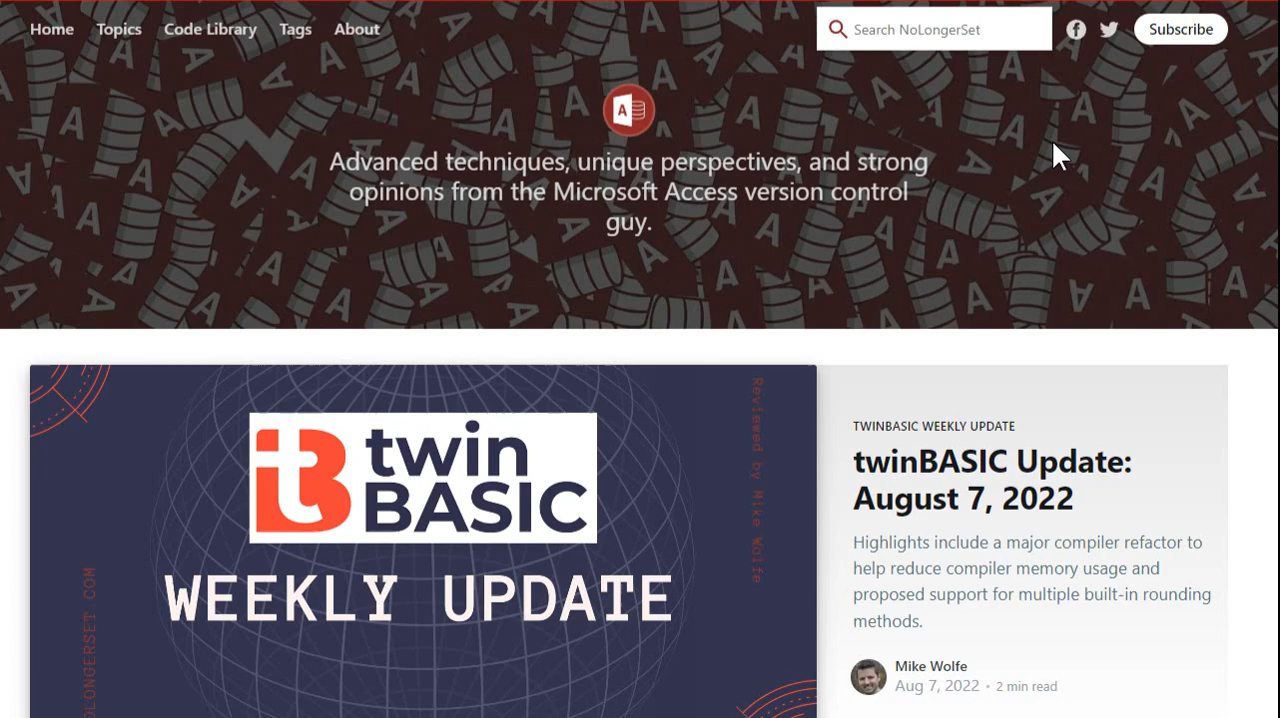 Home Topics Code Library Tags About Search NoLongerSet Subscribe
A
Advanced techniques, unique perspectives, and strong
opinions from the Microsoft Access version control
guy.
twin
BASIC
WEEKLY UPDATE
Reviewed by Mike Wolfe
OLONGERSET COM
TWINBASIC WEEKLY UPDATE
twinBASIC Update:
August 7, 2022
Highlights include a major compiler refactor to
help reduce compiler memory usage and
proposed support for multiple built-in rounding
methods.
Mike Wolfe
Aug 7, 2022 • 2 min read